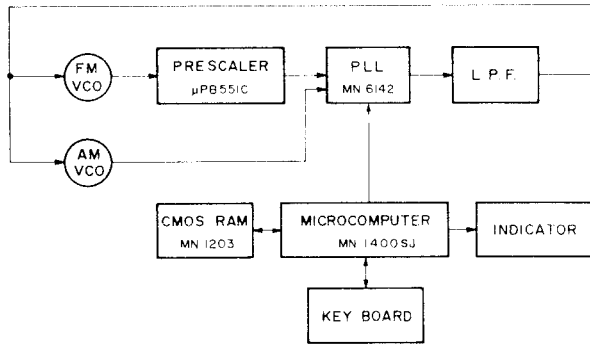 FM
VCO
PRESCALER
μPB551C
PLL
MN 6142
L.P.F.
AM
VCO
CMOS RAM
MN 1203
MICROCOMPUTER
MN 1400SJ
INDICATOR
KEY BOARD